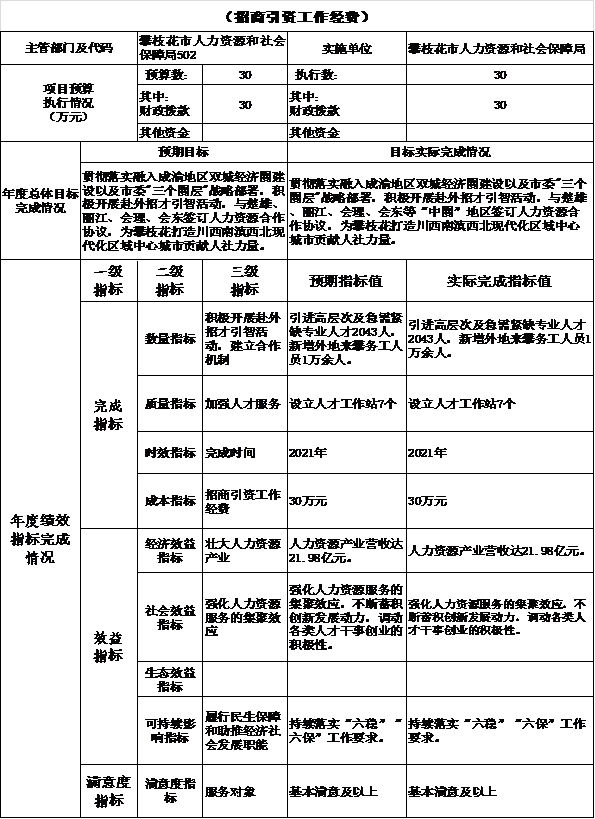 （招商引资工作经费）
主管部门及代码
攀枝花市人力资源和社会
保障局502
实施单位
攀枝花市人力资源和社会保障局
项目预算
执行情况
（万元）
预算数：
30
执行数：
30
其中：
财政拨款
30
其中：
财政拨款
30
其他资金
其他资金
年度总体目标
完成情况
预期目标
目标实际完成情况
贯彻落实融入成渝地区双城经济圈建
设以及市委“三个圈层”战略部署，积
极开展赴外招才引智活动，与楚雄、
丽江、会理、会东签订人力资源合作
协议，为攀枝花打造川西南滇西北现
代化区域中心城市贡献人社力量。
贯彻落实融入成渝地区双城经济圈建设以及市委“三个
圈层”战略部署，积极开展赴外招才引智活动，与楚雄
、丽江、会理、会东等“中圈”地区签订人力资源合
作协议，为攀枝花打造川西南滇西北现代化区域中心
城市贡献人社力量。
年度绩效
指标完成
情况
一级
指标
二级
指标
三级
指标
预期指标值
实际完成指标值
完成
指标
数量指标
积极开展赴外
招才引智活
动，建立合作
机制
引进高层次及急需紧
缺专业人才2043人，
新增外地来攀务工人
员1万余人。
引进高层次及急需紧缺专业人才
2043人，新增外地来攀务工人员1
万余人。
质量指标
加强人才服务
设立人才工作站7个
设立人才工作站7个
时效指标
完成时间
2021年
2021年
成本指标
招商引资工作
经费
30万元
30万元
效益
指标
经济效益
指标
壮大人力资源
产业
人力资源产业营收达
21.98亿元。
人力资源产业营收达21.98亿元。
社会效益
指标
强化人力资源
服务的集聚效
应
强化人力资源服务的
集聚效应，不断蓄积
创新发展动力，调动
各类人才干事创业的
积极性。
强化人力资源服务的集聚效应，不
断蓄积创新发展动力，调动各类人
才干事创业的积极性。
生态效益
指标
可持续影
响指标
履行民生保障
和助推经济社
会发展职能
持续落实“六稳”“
六保”工作要求。
持续落实“六稳”“六保”工作
要求。
满意度
指标
满意度指
标
服务对象
基本满意及以上
基本满意及以上